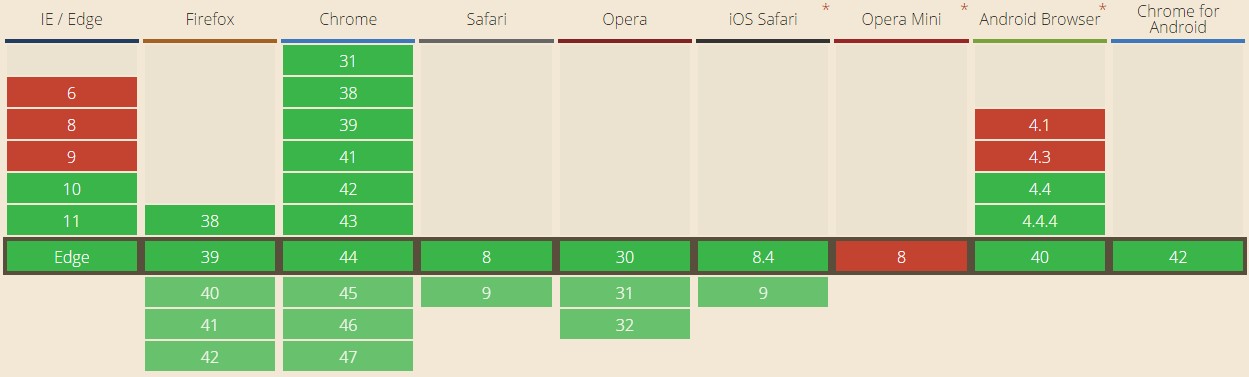 IE / Edge Firefox Chrome Safari Opera iOS Safari * Opera Mini * Android Browser * Chrome for
Android
31
6 38
8 39 4.1
9 41 4.3
10 42 4.4
11 38 43 4.4.4
Edge 39 44 8 30 8.4 8 40 42
40 45 9 31 9
41 46 32
42 47